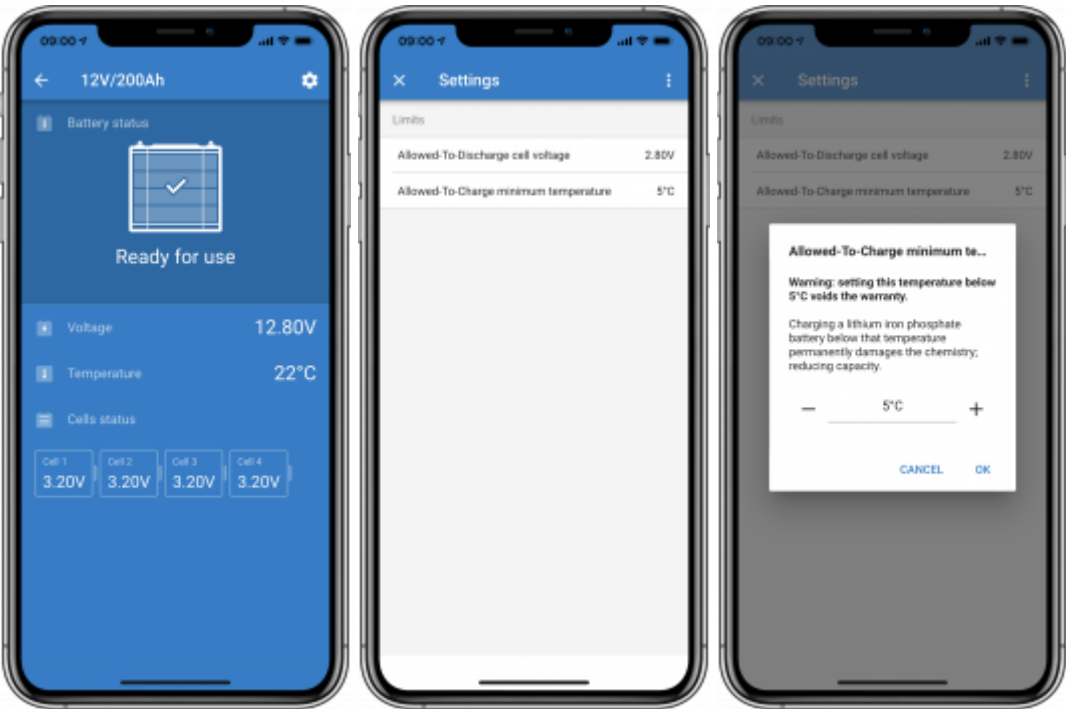 09:00
12V/200Ah
Battery status
Ready for use
Voltage 12.80V
Temperature 22°C
Cells status
Cell 1 Cell 2 Cell 3 Cell 4
3.20V 3.20V 3.20V 3.20V
09:00
Settings
Limits
Allowed-To-Discharge cell voltage 2.80V
Allowed-To-Charge minimum temperature 5°C
09:00
Settings
Limits
Allowed-To-Discharge cell voltage 2.80V
Allowed-To-Charge minimum temperature 5°C
Allowed-To-Charge minimum te...
Warning: setting this temperature below
5°C voids the warranty.
Charging a lithium iron phosphate
battery below that temperature
permanently damages the chemistry;
reducing capacity.
5°C
CANCEL OK